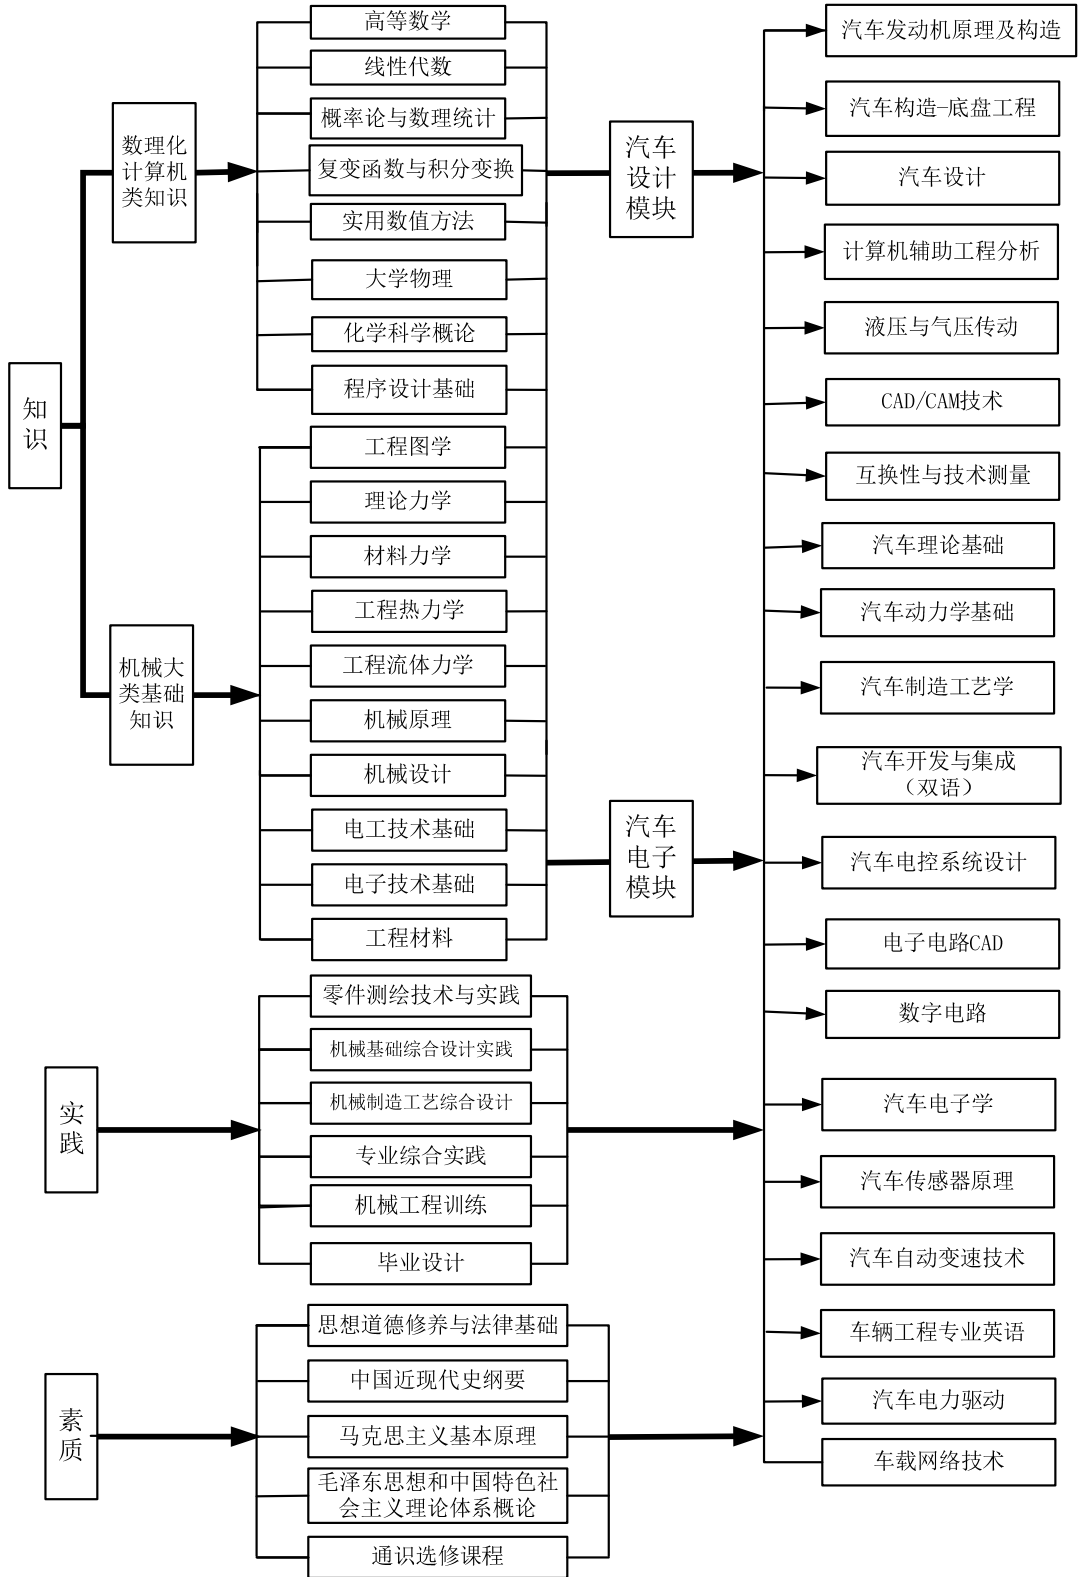 知
识
数理化
计算机
类知识
机械大
类基础
知识
高等数学
线性代数
概率论与数理统计
复变函数与积分变换
实用数值方法
大学物理
化学科学概论
程序设计基础
工程图学
理论力学
材料力学
工程热力学
工程流体力学
机械原理
机械设计
电工技术基础
电子技术基础
工程材料
汽车
设计
模块
汽车
电子
模块
实
践
零件测绘技术与实践
机械基础综合设计实践
机械制造工艺综合设计
专业综合实践
机械工程训练
毕业设计
素
质
思想道德修养与法律基础
中国近现代史纲要
马克思主义基本原理
毛泽东思想和中国特色社
会主义理论体系概论
通识选修课程
汽车发动机原理及构造
汽车构造-底盘工程
汽车设计
计算机辅助工程分析
液压与气压传动
CAD/CAM技术
互换性与技术测量
汽车理论基础
汽车动力学基础
汽车制造工艺学
汽车开发与集成
（双语）
汽车电控系统设计
电子电路CAD
数字电路
汽车电子学
汽车传感器原理
汽车自动变速技术
车辆工程专业英语
汽车电力驱动
车载网络技术